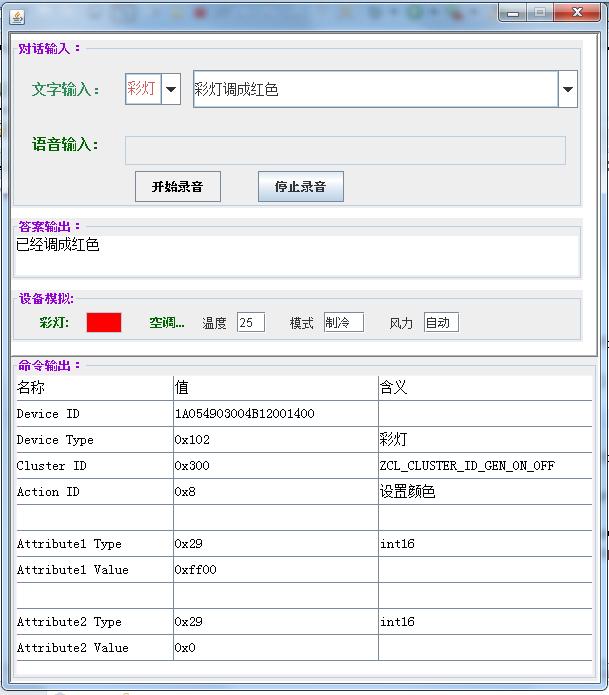 对话输入：
文字输入： 彩灯 彩灯调成红色
语音输入：
开始录音 停止录音
答案输出：
已经调成红色
设备模拟:
彩灯: 空调... 温度 25 模式 制冷 风力 自动
命令输出：
名称 值 含义
Device ID 1A054903004B12001400
Device Type 0x102 彩灯
Cluster ID 0x300 ZCL_CLUSTER_ID_GEN_ON_OFF
Action ID 0x8 设置颜色
Attribute1 Type 0x29 int16
Attribute1 Value 0xff00
Attribute2 Type 0x29 int16
Attribute2 Value 0x0